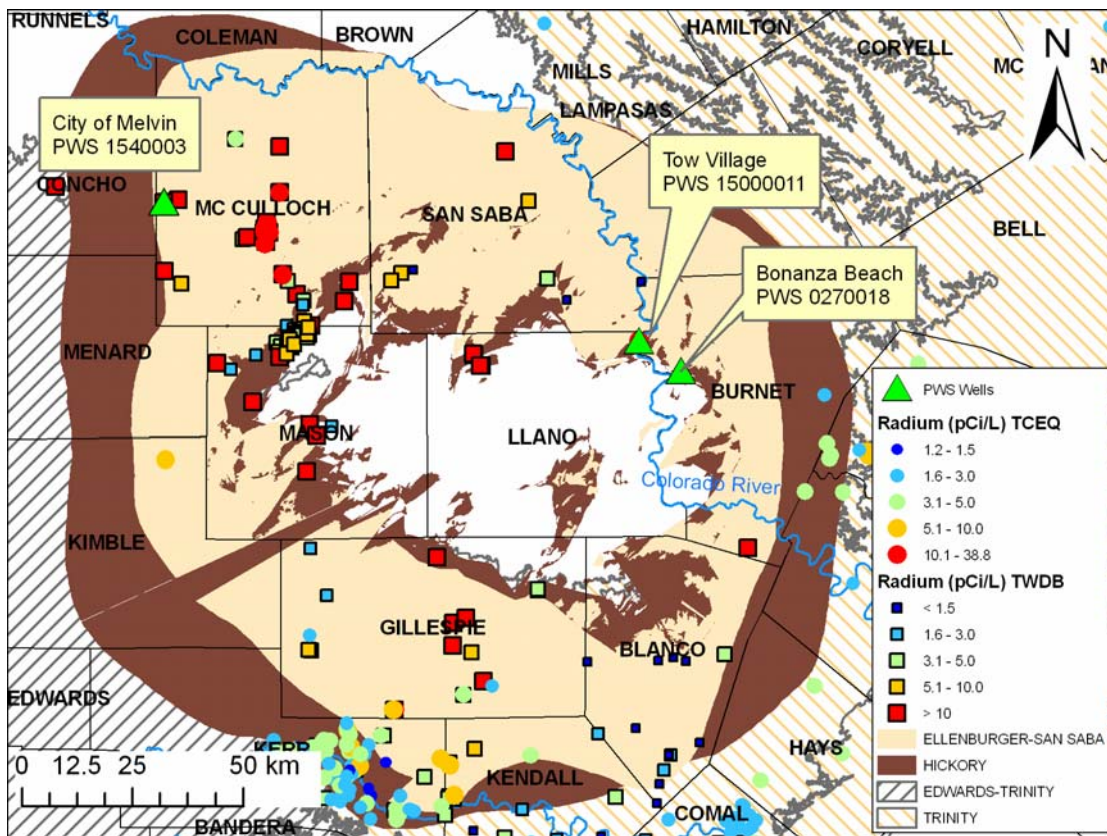 RUNNELS
COLEMAN
BROWN
HAMILTON
CORYELL
MILLS
LAMPASAS
N
City of Melvin
PWS 1540003
CONCHO
MC CULLOCH
SAN SABA
Tow Village
PWS 15000011
BELL
Bonanza Beach
PWS 0270018
MENARD
BURNET
MASON
LLANO
Colorado River
KIMBLE
GILLESPIE
BLANCO
EDWARDS
HAYS
KERR
KENDALL
COMAL
BANDERA
0 12.5 25 50 km
PWS Wells
Radium (pCi/L) TCEQ
1.2 - 1.5
1.6 - 3.0
3.1 - 5.0
5.1 - 10.0
10.1 - 38.8
Radium (pCi/L) TWDB
< 1.5
1.6 - 3.0
3.1 - 5.0
5.1 - 10.0
> 10
ELLENBURGER-SAN SABA
HICKORY
EDWARDS-TRINITY
TRINITY